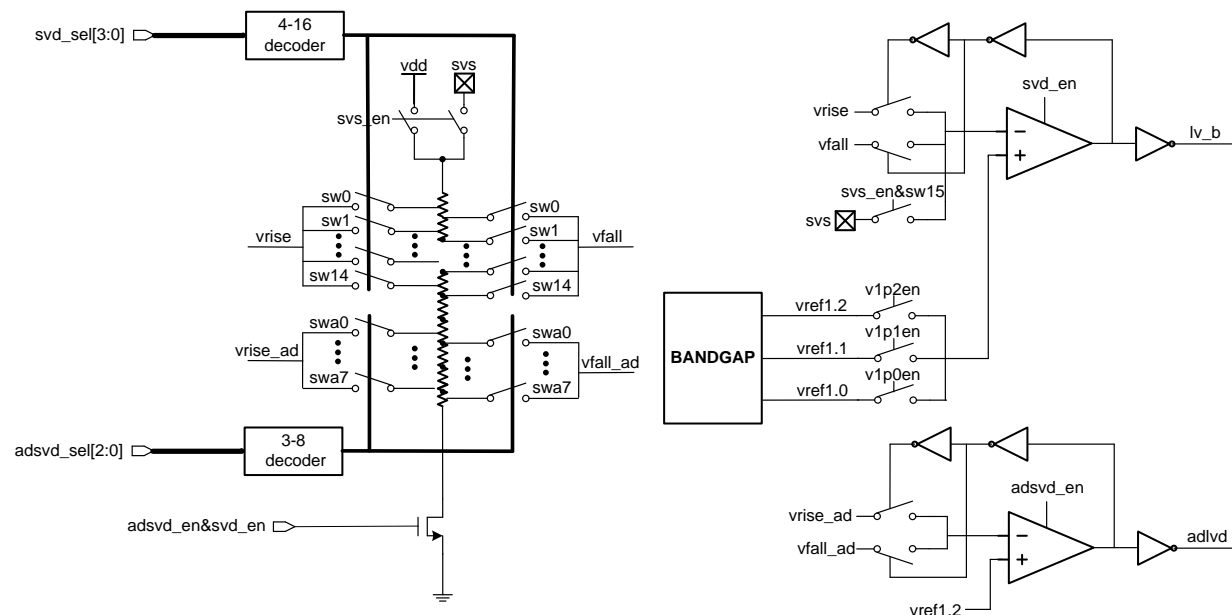 svd_sel[3:0]
4-16
decoder
vdd
svs
svs_en
sw0
sw1
vrise
sw14
sw0
sw1
vfall
sw14
swa0
vrise_ad
swa7
swa0
vfall_ad
swa7
adsvd_sel[2:0]
3-8
decoder
adsvd_en&svd_en
svd_en
vrise
vfall
−
+
lv_b
svs_en&sw15
svs
BANDGAP
vref1.2
v1p2en
vref1.1
v1p1en
vref1.0
v1p0en
adsvd_en
vrise_ad
vfall_ad
−
+
adlvd
vref1.2